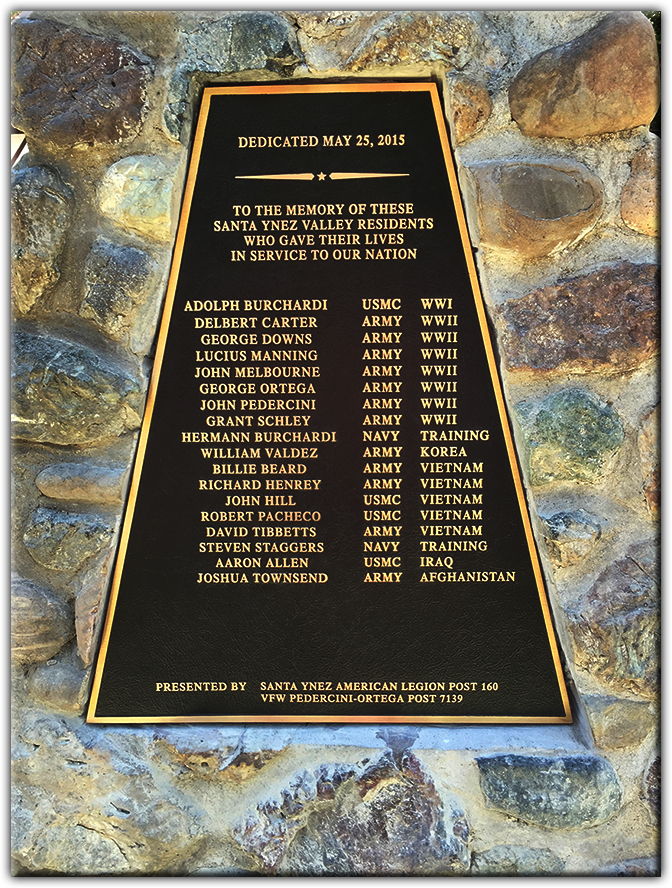 DEDICATED MAY 25, 2015
TO THE MEMORY OF THESE
SANTA YNEZ VALLEY RESIDENTS
WHO GAVE THEIR LIVES
IN SERVICE TO OUR NATION
ADOLPH BURCHARDI USMC WWI
DELBERT CARTER ARMY WWII
GEORGE DOWNS ARMY WWII
LUCIUS MANNING ARMY WWII
JOHN MELBOURNE ARMY WWII
GEORGE ORTEGA ARMY WWII
JOHN PEDERCINI ARMY WWII
GRANT SCHLEY ARMY WWII
HERMANN BURCHARDI NAVY TRAINING
WILLIAM VALDEZ ARMY KOREA
BILLIE BEARD ARMY VIETNAM
RICHARD HENREY ARMY VIETNAM
JOHN HILL USMC VIETNAM
ROBERT PACHECO USMC VIETNAM
DAVID TIBBETTS ARMY VIETNAM
STEVEN STAGGERS NAVY TRAINING
AARON ALLEN USMC IRAQ
JOSHUA TOWNSEND ARMY AFGHANISTAN
PRESENTED BY SANTA YNEZ AMERICAN LEGION POST 160
VFW PEDERCINI-ORTEGA POST 7139